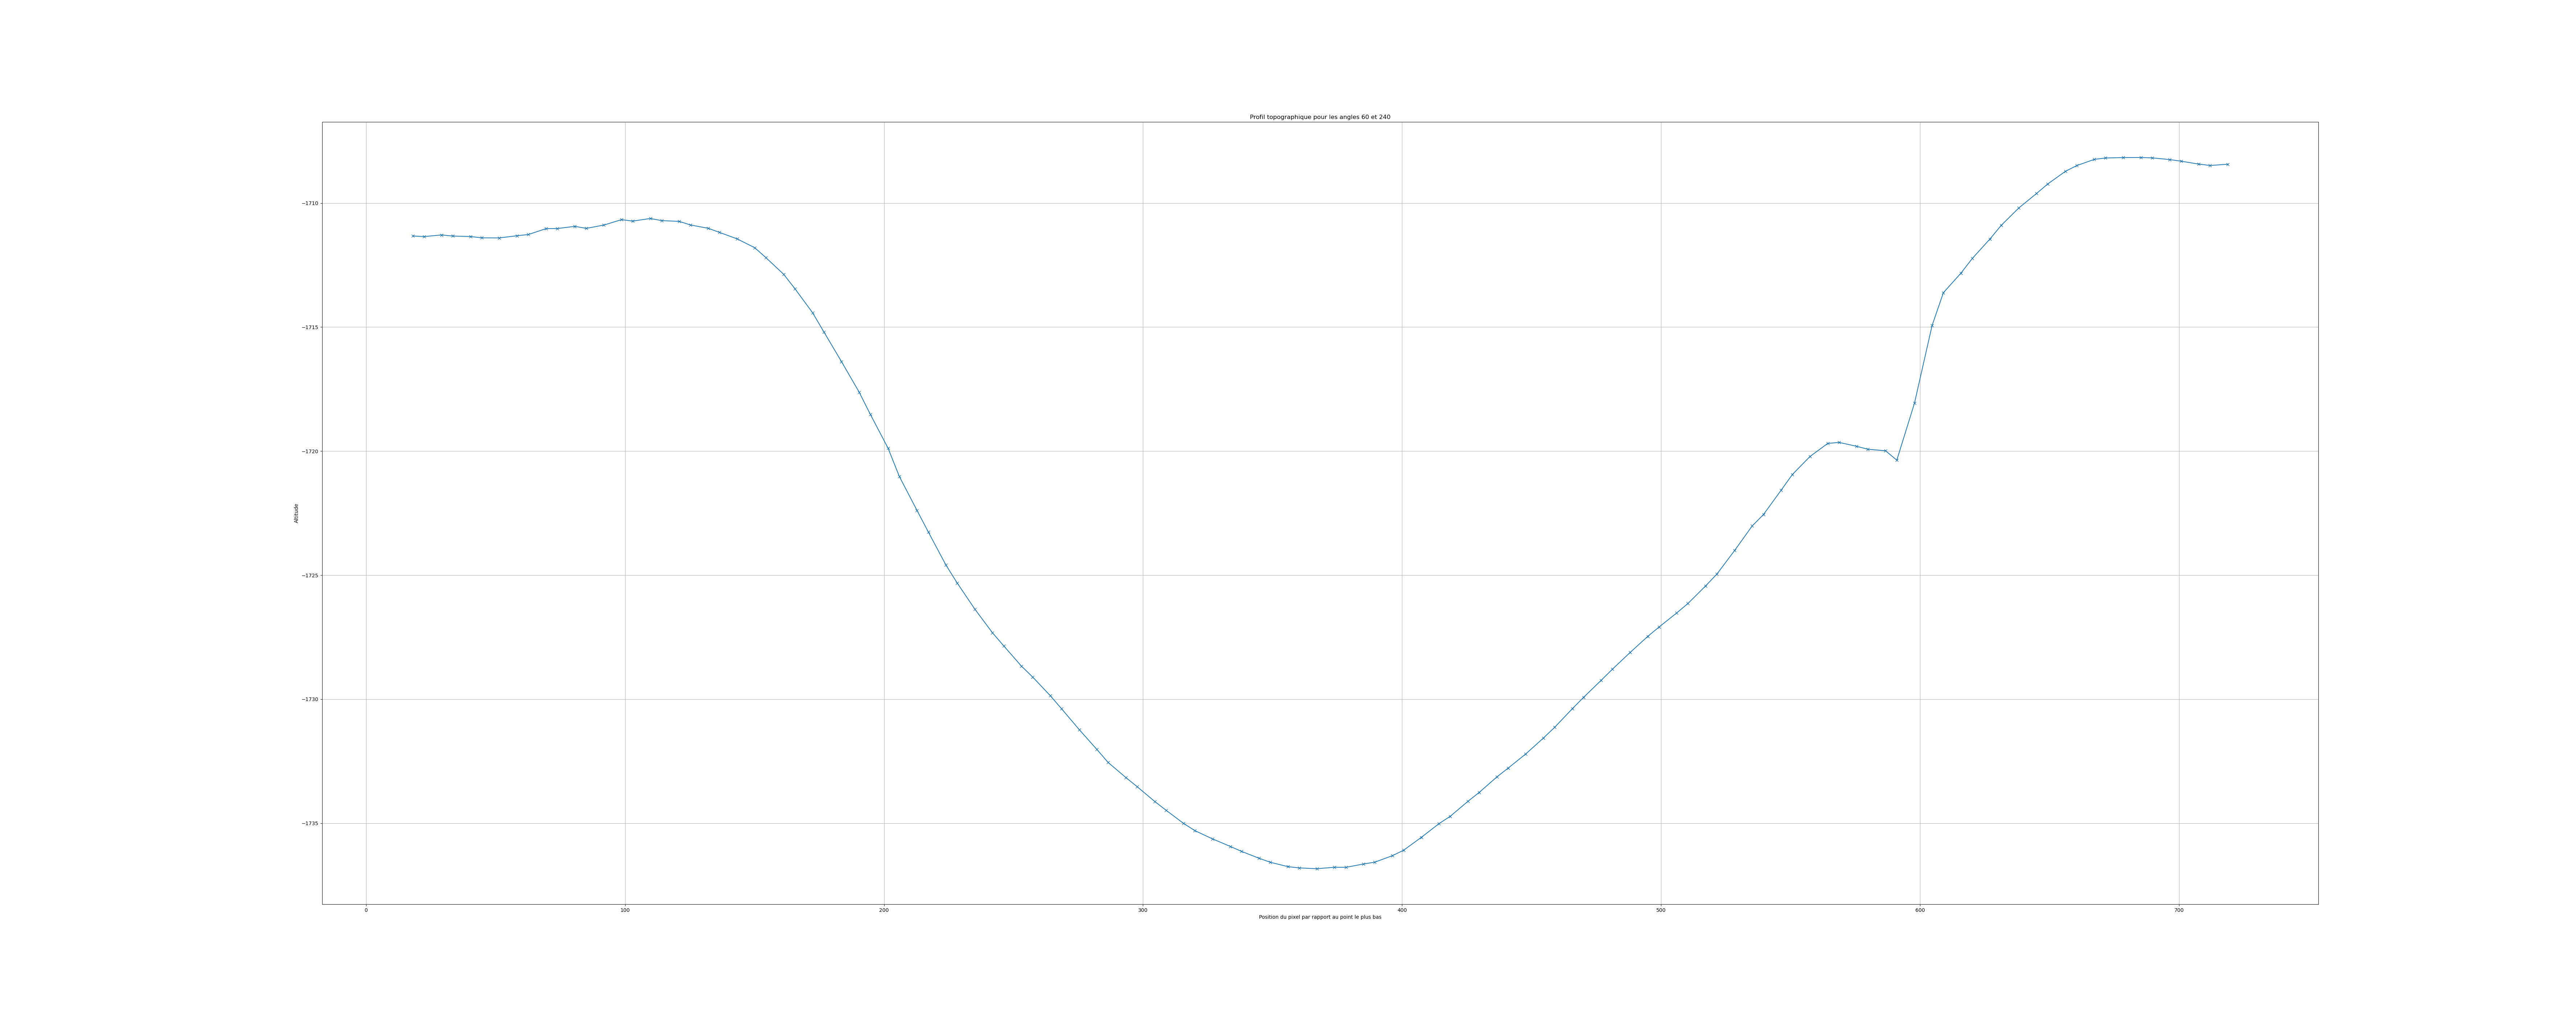 Profil topographique pour les angles 60 et 240
−1710
−1715
−1720
−1725
−1730
−1735
Altitude
0 100 200 300 400 500 600 700
Position du pixel par rapport au point le plus bas